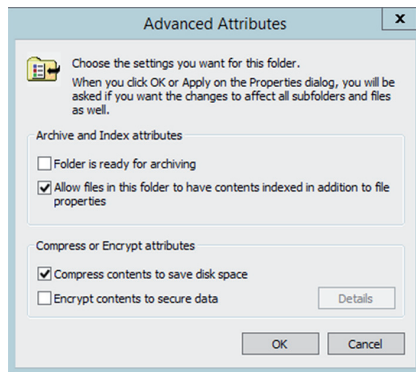 Advanced Attributes
x
Choose the settings you want for this folder.
When you click OK or Apply on the Properties dialog, you will be
asked if you want the changes to affect all subfolders and files
as well.
Archive and Index attributes
Folder is ready for archiving
Allow files in this folder to have contents indexed in addition to file
properties
Compress or Encrypt attributes
Compress contents to save disk space
Encrypt contents to secure data
Details
OK
Cancel